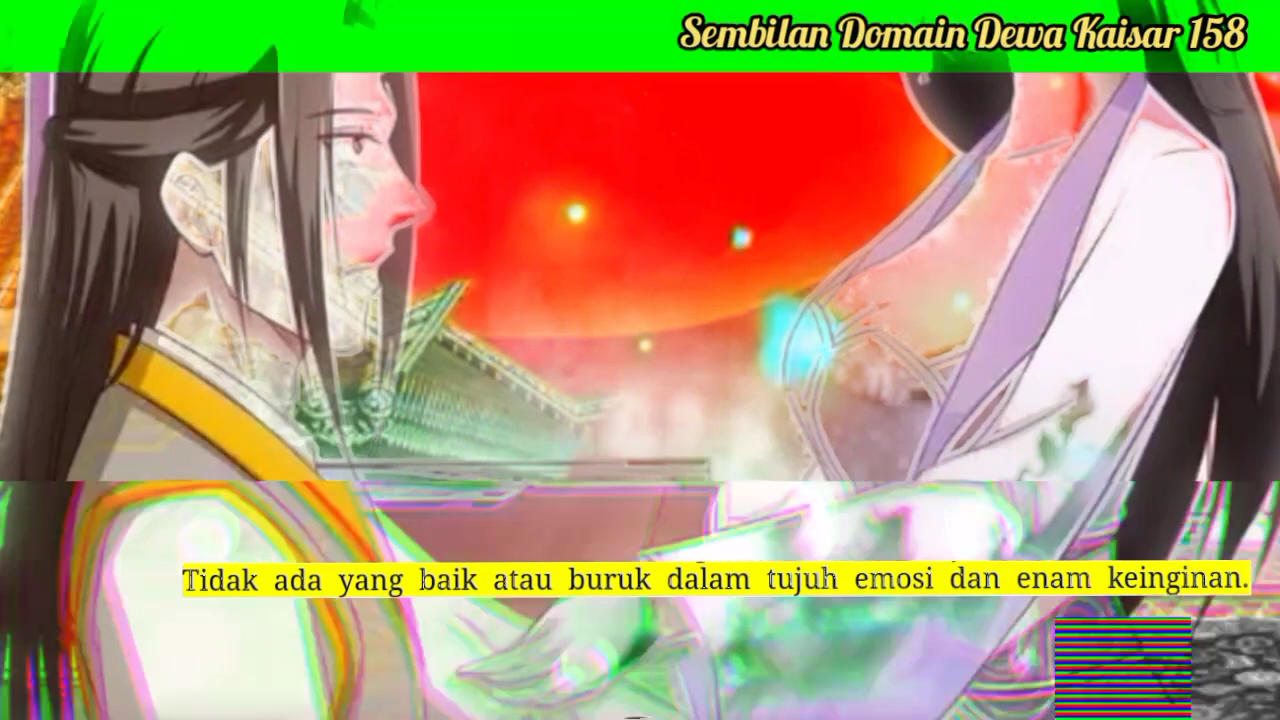 Sembilan Domain Dewa Kaisar 158
Tidak ada yang baik atau buruk dalam tujuh emosi dan enam keinginan.